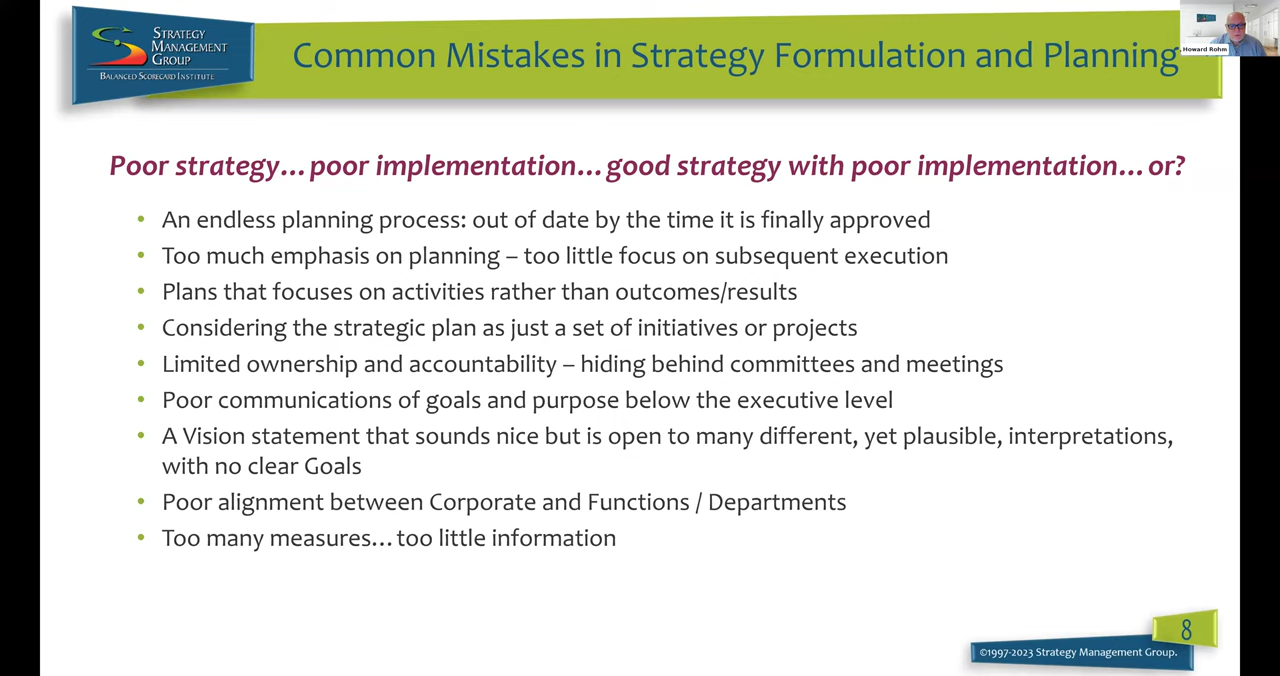 STRATEGY
MANAGEMENT
GROUP
BALANCED SCORECARD INSTITUTE
Common Mistakes in Strategy Formulation and Planning
Howard Rohm
Poor strategy…poor implementation…good strategy with poor implementation…or?
• An endless planning process: out of date by the time it is finally approved
• Too much emphasis on planning – too little focus on subsequent execution
• Plans that focuses on activities rather than outcomes/results
• Considering the strategic plan as just a set of initiatives or projects
• Limited ownership and accountability – hiding behind committees and meetings
• Poor communications of goals and purpose below the executive level
• A Vision statement that sounds nice but is open to many different, yet plausible, interpretations,
with no clear Goals
• Poor alignment between Corporate and Functions / Departments
• Too many measures…too little information
8
©1997-2023 Strategy Management Group.